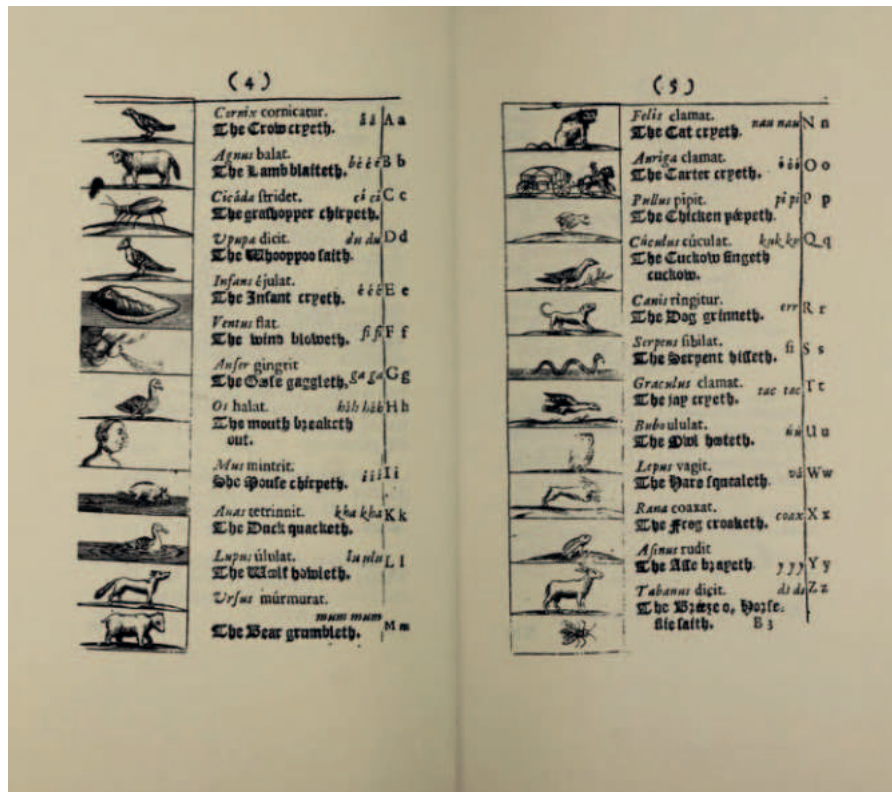 (4)
Cornix cornicatur. á á A a
The Crow cryeth.
Agnus balat. bééé B b
The Lamb blaiteth.
Cicáda stridet. ci ci C c
The grashopper chirpeth.
Upupa dicit. du du D d
The Whooppoo saith.
Infans éjulat. é é é E e
The Infant cryeth.
Ventus flat. fi fi F f
The wind bloweth.
Anser gingrit ga ga G g
The Goose gaggleth.
Os halat. háh háh H h
The mouth breaketh
out.
Mus mintrit. í í í I i
The Mouse chirpeth.
Anas tetrinnit. kha kha K k
The Duck quacketh.
Lupus úlulat. lu ulu L l
The Wolf howleth.
Ursus múrmurat.
mum mum M m
The Bear grumbleth.
(5)
Felis clamat. nau nau N n
The Cat cryeth.
Auriga clamat. ó ó ó O o
The Carter cryeth.
Pullus pipit. pi pi P p
The Chicken pæpeth.
Cúculus cúculat. kuk ku Q q
The Cuckow singeth
cuckow.
Canis ringitur. err R r
The Dog grinneth.
Serpens sibilat. si S s
The Serpent hisseth.
Graculus clamat. tac tac T t
The jay cryeth.
Bubo ululat. ú ú U u
The Owl hooteth.
Lepus vagit. vá W w
The Hare squealeth.
Rana coaxat. coax X x
The Frog croaketh.
Asinus rudit y y y Y y
The Asse brayeth.
Tabanus dicit. ds ds Z z
The Breeze o, Horse-
flie saith.
B 3